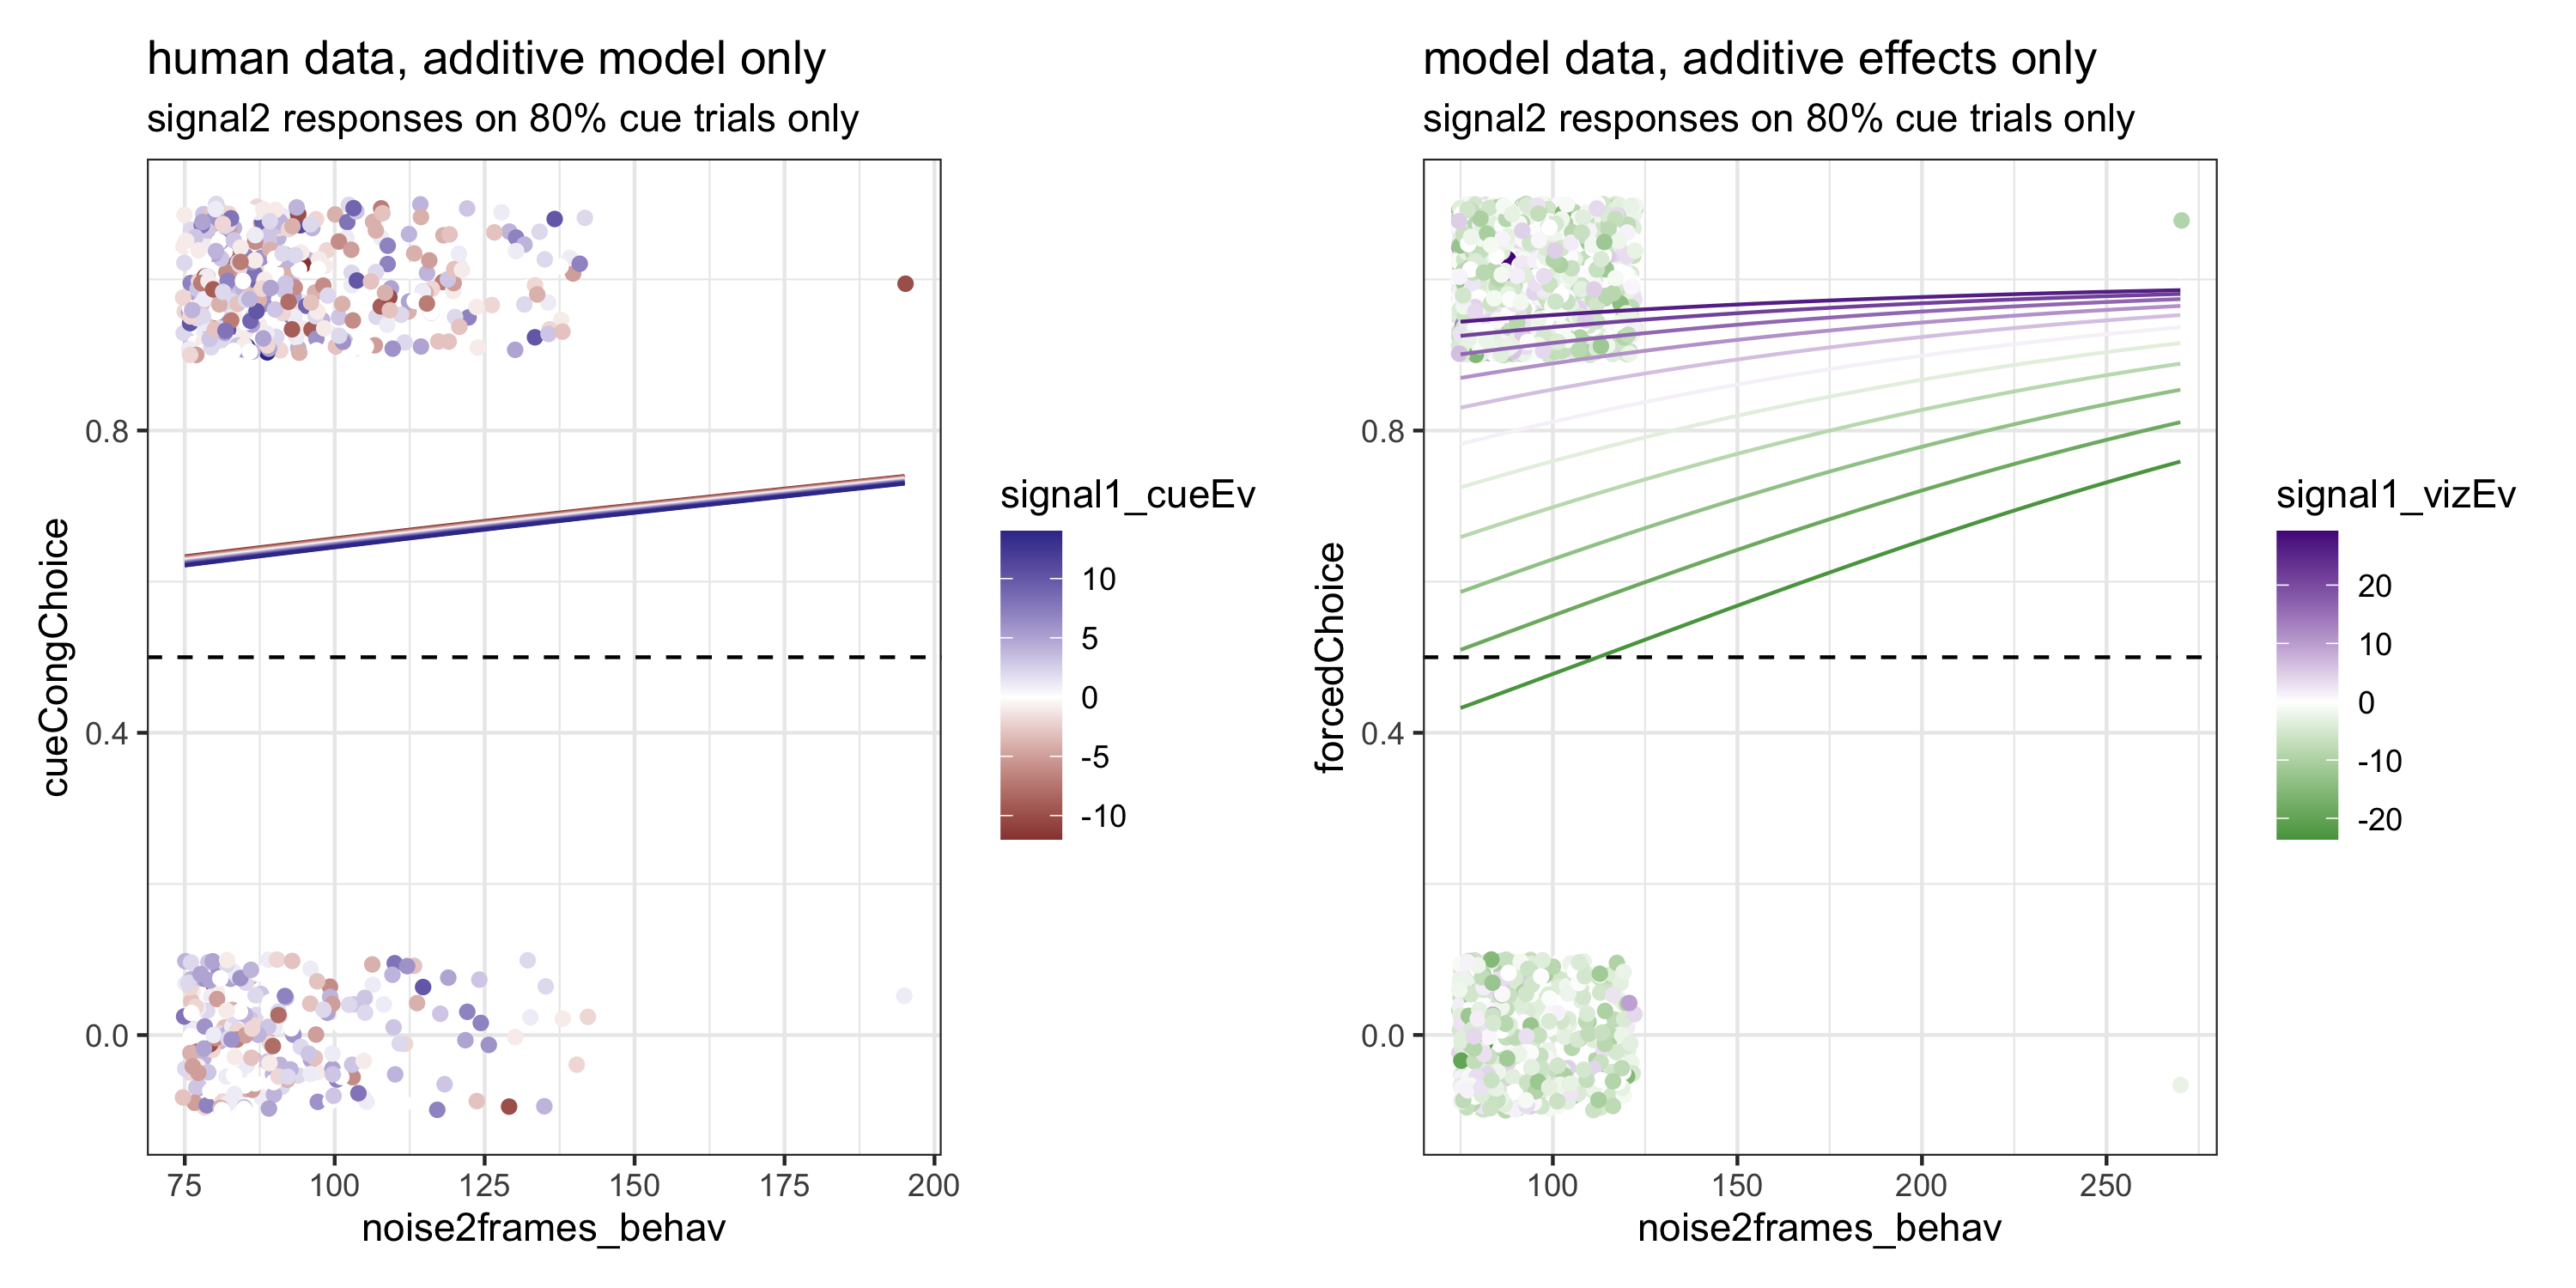 human data, additive model only
signal2 responses on 80% cue trials only
cueCongChoice
0.8
0.4
0.0
75 100 125 150 175 200
noise2frames_behav
signal1_cueEv
10
5
0
-5
-10
model data, additive effects only
signal2 responses on 80% cue trials only
forcedChoice
0.8
0.4
0.0
100 150 200 250
noise2frames_behav
signal1_vizEv
20
10
0
-10
-20